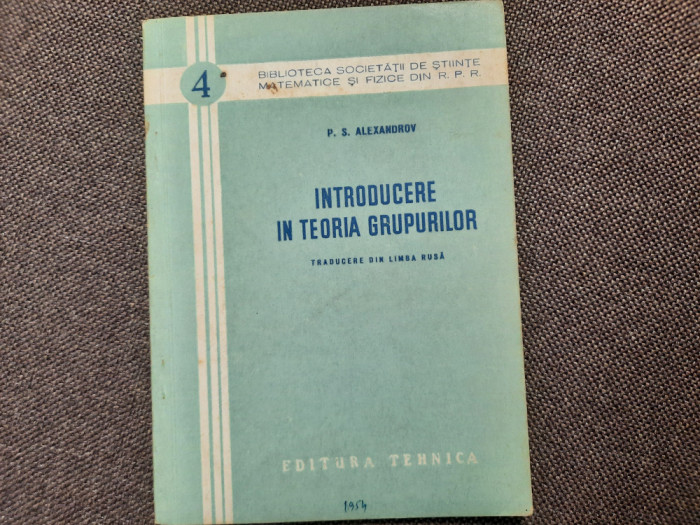 4
BIBLIOTECA SOCIETĂȚII DE ȘTIINȚE
MATEMATICE ȘI FIZICE DIN R. P. R.
P. S. ALEXANDROV
INTRODUCERE
IN TEORIA GRUPURILOR
TRADUCERE DIN LIMBA RUSĂ
EDITURA TEHNICA
1954